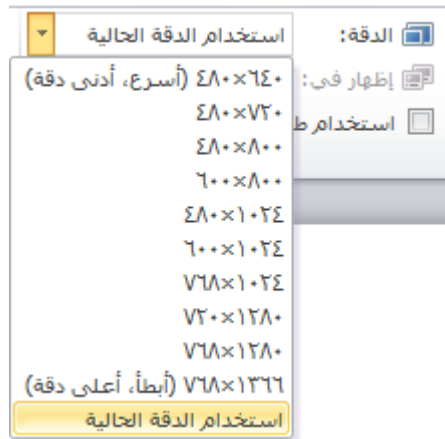 الدقة: استخدام الدقة الحالية
إظهار في: ٦٤٠×٤٨٠ (أسرع، أدنى دقة)
٧٢٠×٤٨٠
استخدام ط
٨٠٠×٤٨٠
٨٠٠×٦٠٠
١٠٢٤×٤٨٠
١٠٢٤×٦٠٠
١٠٢٤×٧٦٨
١٢٨٠×٧٢٠
١٢٨٠×٧٦٨
١٣٦٦×٧٦٨ (أبطأ، أعلى دقة)
استخدام الدقة الحالية